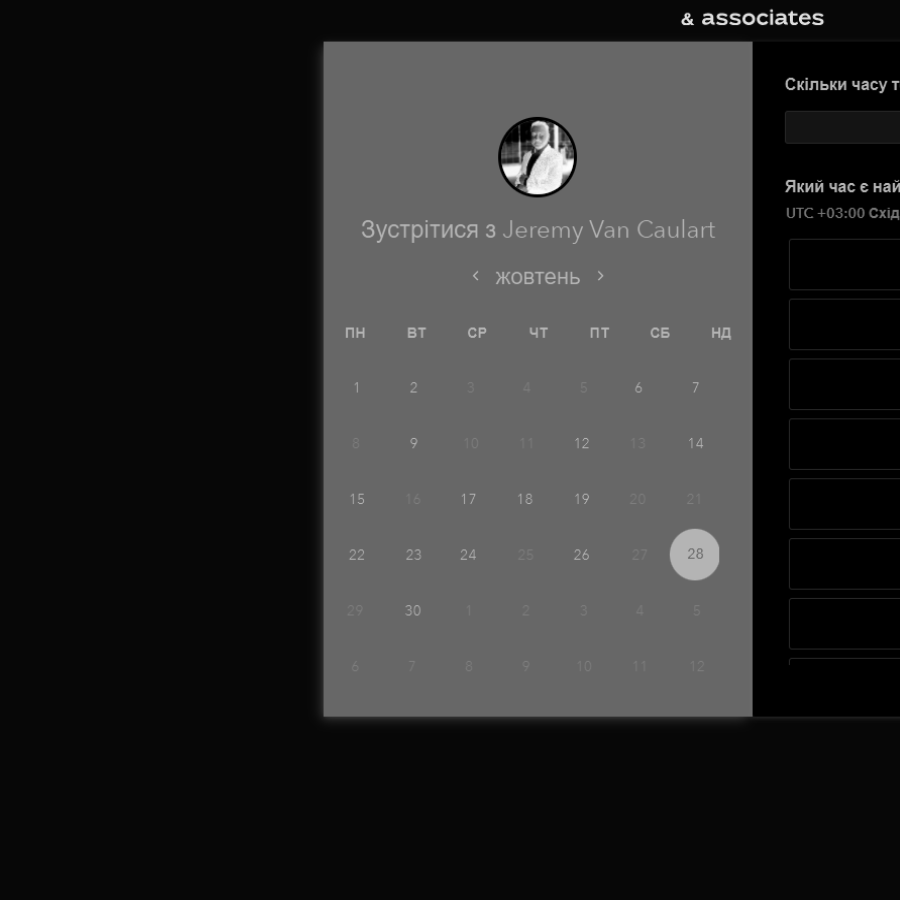 & associates
Зустрітися з Jeremy Van Caulart
жовтень
ПН ВТ СР ЧТ ПТ СБ НД
1 2 3 4 5 6 7
8 9 10 11 12 13 14
15 16 17 18 19 20 21
22 23 24 25 26 27 28
29 30 1 2 3 4 5
6 7 8 9 10 11 12
Скільки часу т
Який час є най
UTC +03:00 Схід